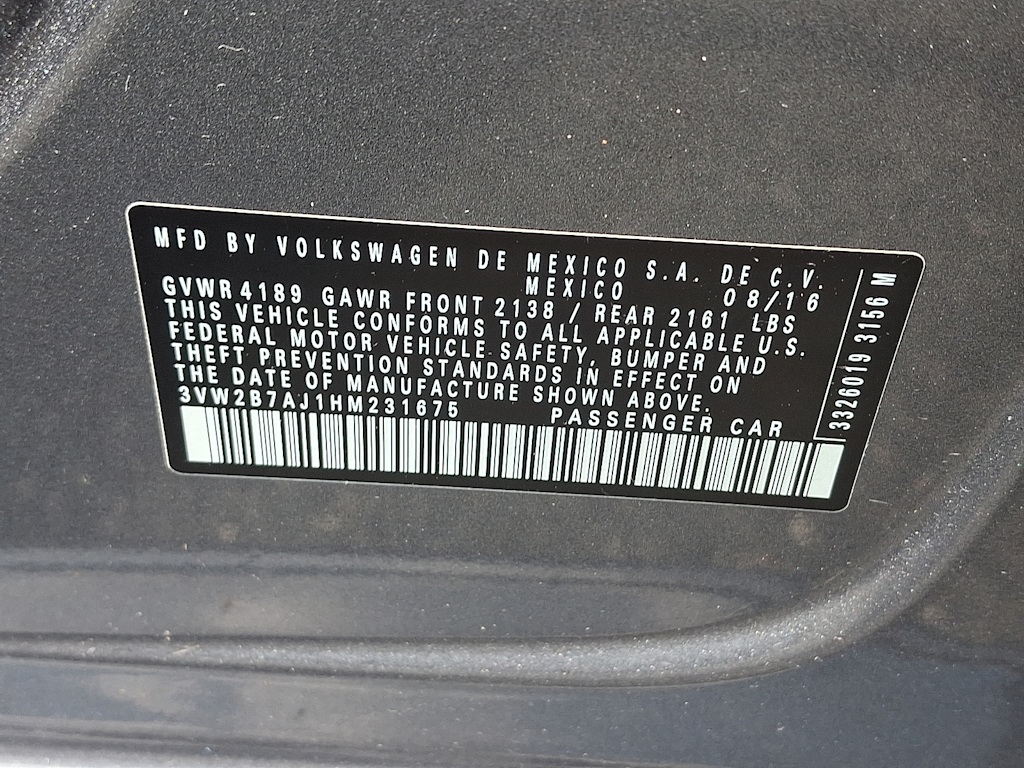 MFD BY VOLKSWAGEN DE MEXICO S.A. DE C.V.
MEXICO 08/16
GVWR 4189 GAWR FRONT 2138 / REAR 2161 LBS
THIS VEHICLE CONFORMS TO ALL APPLICABLE U.S.
FEDERAL MOTOR VEHICLE SAFETY, BUMPER AND
THEFT PREVENTION STANDARDS IN EFFECT ON
THE DATE OF MANUFACTURE SHOWN ABOVE.
3VW2B7AJ1HM231675 PASSENGER CAR
3326019 3156 M